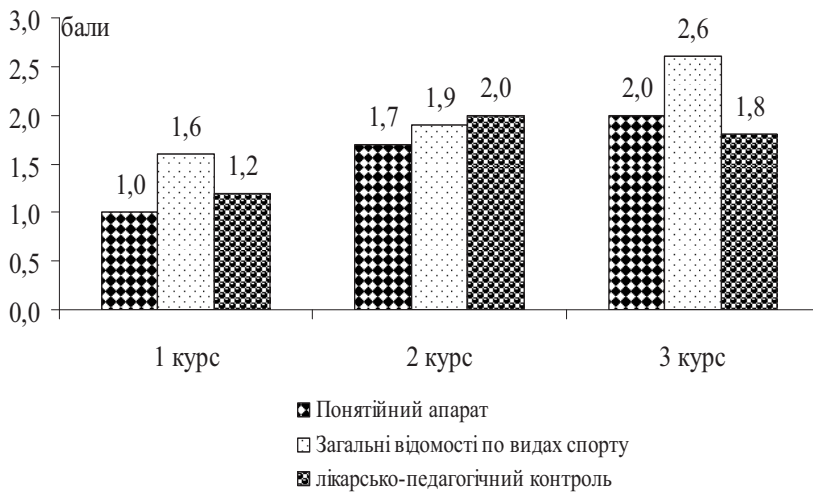 3,0
бали
2,5
2,0
1,5
1,0
0,5
0,0
1,0
1,6
1,2
1,7
1,9
2,0
2,0
2,6
1,8
1 курс
2 курс
3 курс
Понятійний апарат
Загальні відомості по видах спорту
лікарсько-педагогічний контроль